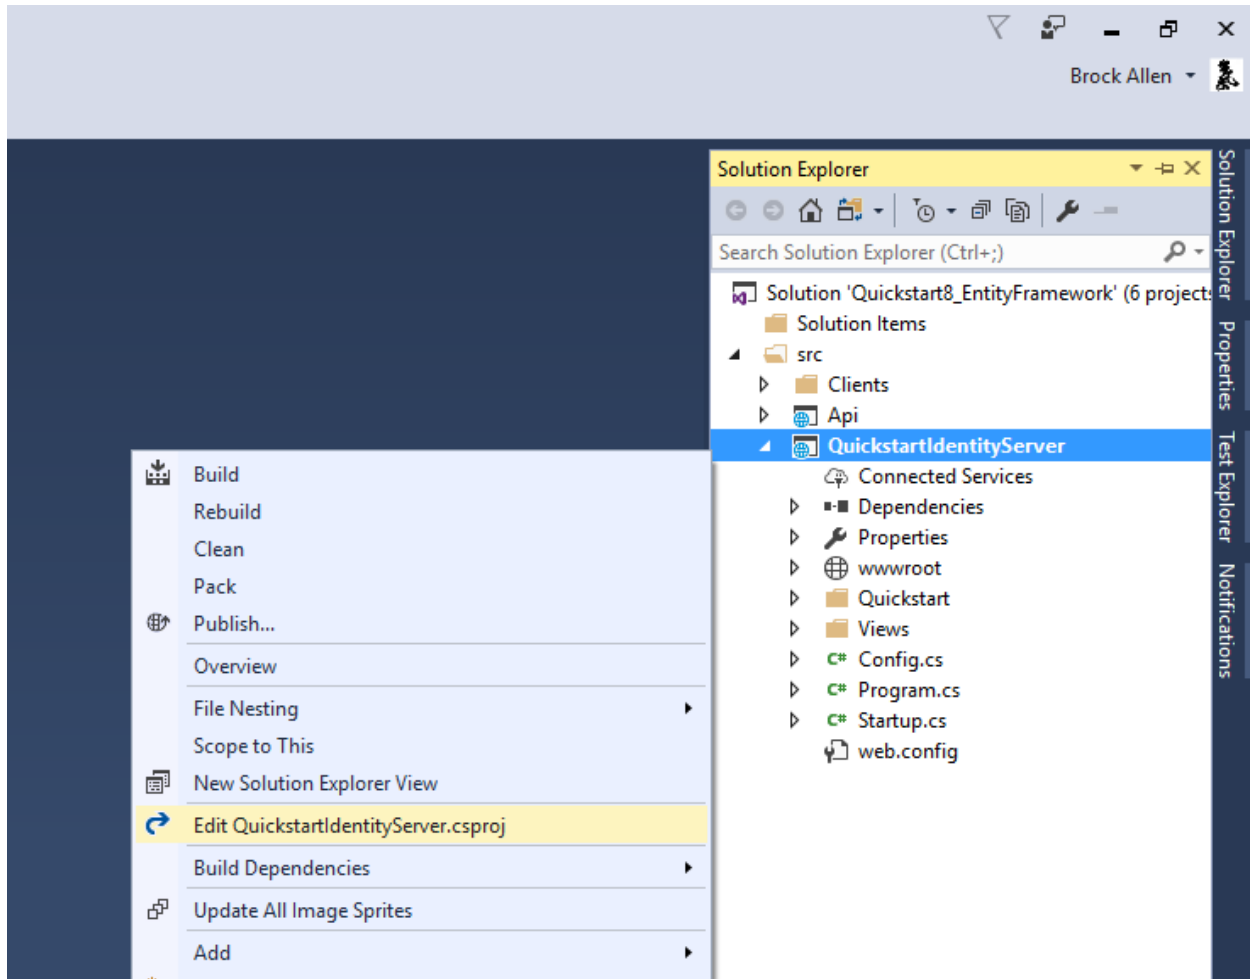 Brock Allen
Solution Explorer
Search Solution Explorer (Ctrl+;)
Solution 'Quickstart8_EntityFramework' (6 projects
Solution Items
src
Clients
Api
QuickstartIdentityServer
Connected Services
Dependencies
Properties
wwwroot
Quickstart
Views
C# Config.cs
C# Program.cs
C# Startup.cs
web.config
Build
Rebuild
Clean
Pack
Publish...
Overview
File Nesting
Scope to This
New Solution Explorer View
Edit QuickstartIdentityServer.csproj
Build Dependencies
Update All Image Sprites
Add
Solution Explorer
Properties
Test Explorer
Notifications